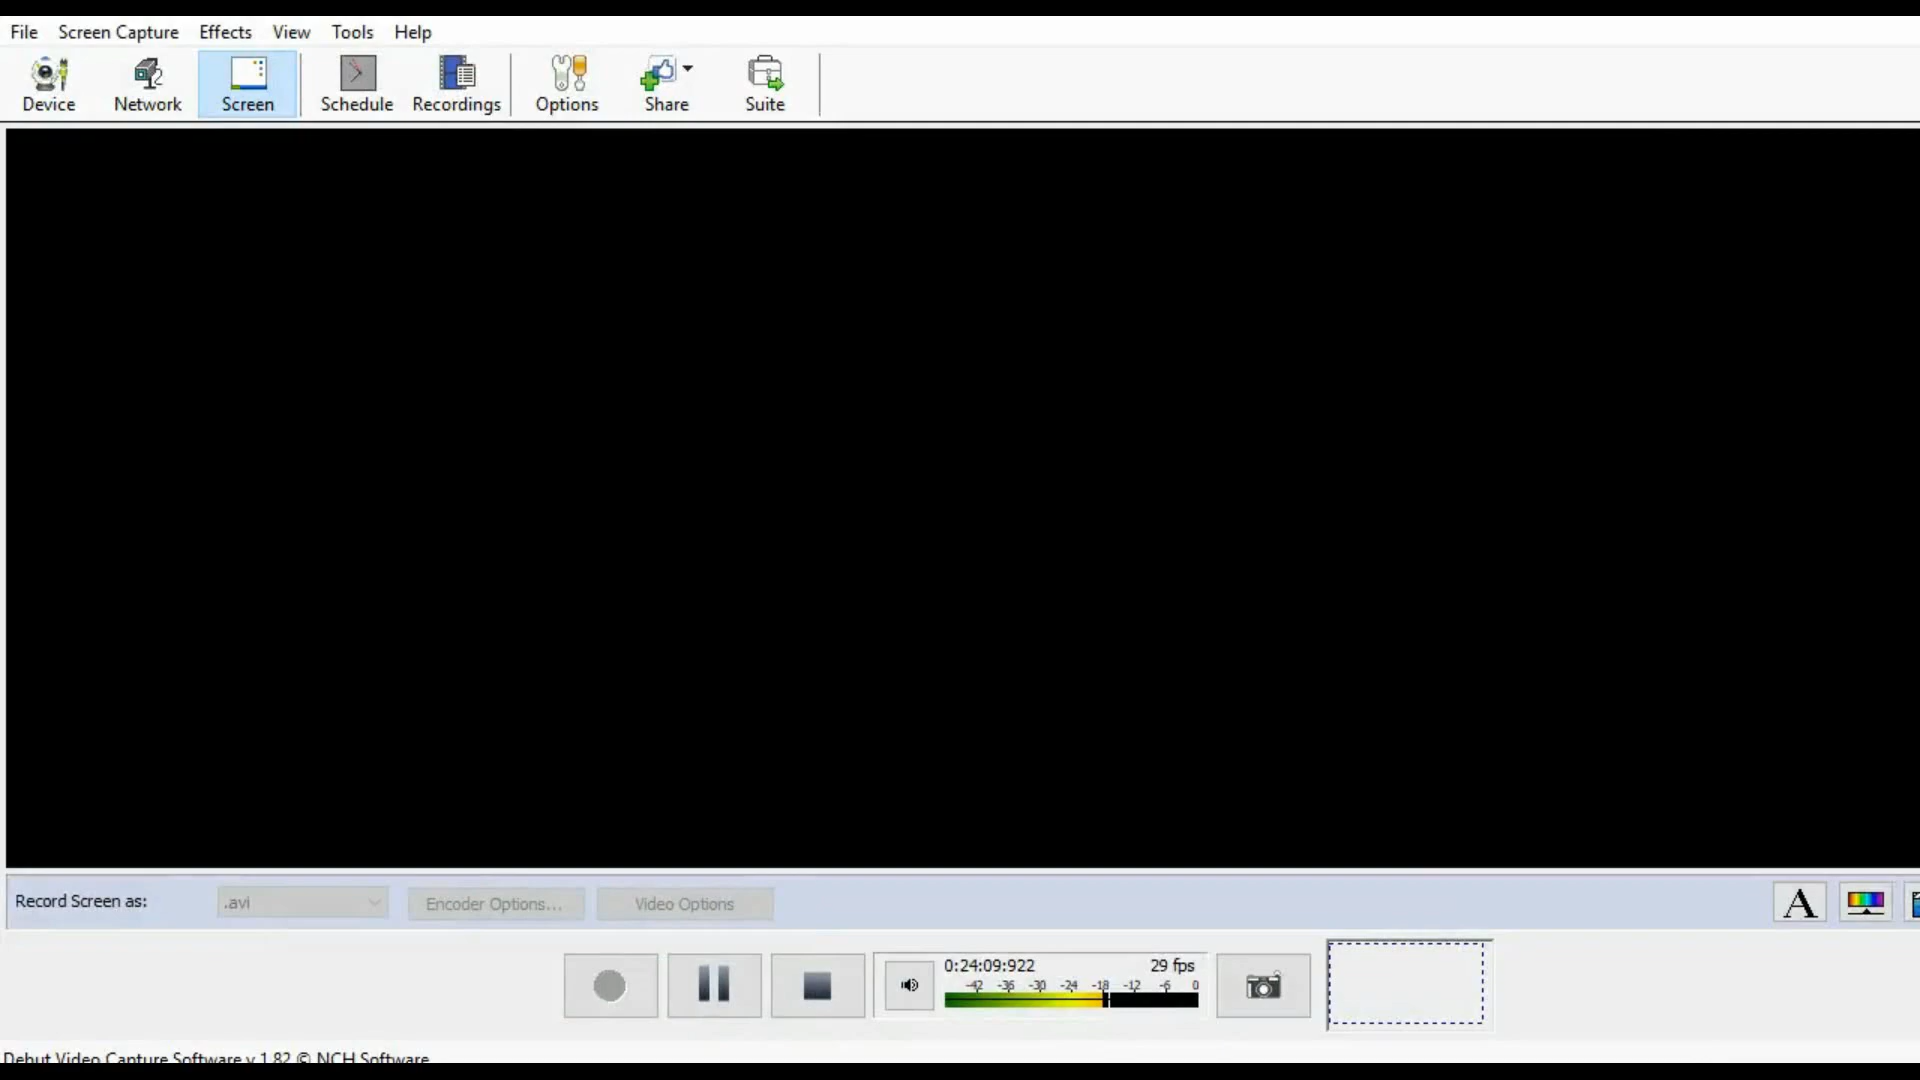 File Screen Capture Effects View Tools Help
Device Network Screen Schedule Recordings Options Share Suite
Record Screen as: .avi Encoder Options... Video Options A
0:24:09:922 29 fps
-42 -36 -30 -24 -18 -12 -6 0
Debut Video Capture Software v 1.82 © NCH Software